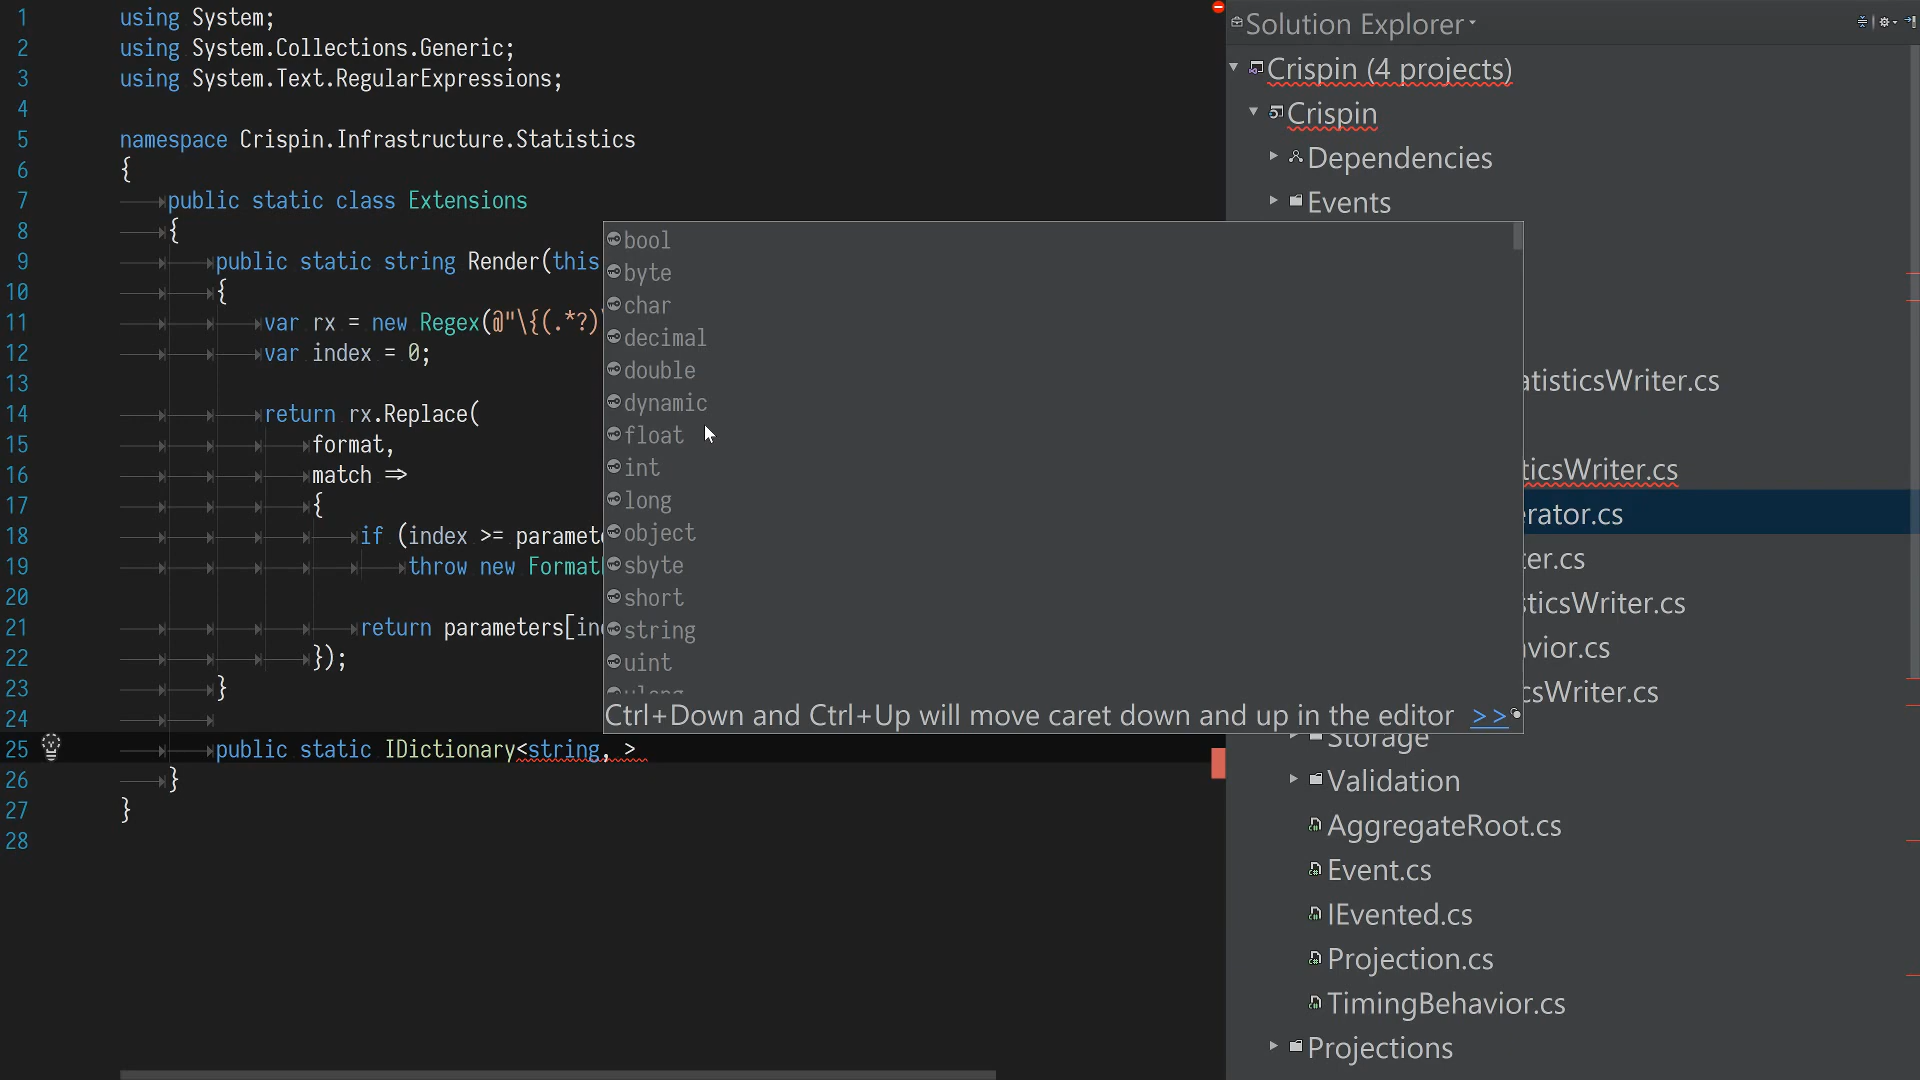 1 using System;
2 using System.Collections.Generic;
3 using System.Text.RegularExpressions;
4
5 namespace Crispin.Infrastructure.Statistics
6 {
7 public static class Extensions
8 {
9 public static string Render(this
10 {
11 var rx = new Regex(@"\{(.*?)
12 var index = 0;
13
14 return rx.Replace(
15 format,
16 match =>
17 {
18 if (index >= paramete
19 throw new Format
20
21 return parameters[in
22 });
23 }
24
25 public static IDictionary<string, >
26 }
27 }
28
bool
byte
char
decimal
double
dynamic
float
int
long
object
sbyte
short
string
uint
ulong
Ctrl+Down and Ctrl+Up will move caret down and up in the editor >>
Solution Explorer
Crispin (4 projects)
Crispin
Dependencies
Events
atisticsWriter.cs
ticsWriter.cs
erator.cs
ter.cs
sticsWriter.cs
avior.cs
csWriter.cs
Storage
Validation
AggregateRoot.cs
Event.cs
IEvented.cs
Projection.cs
TimingBehavior.cs
Projections